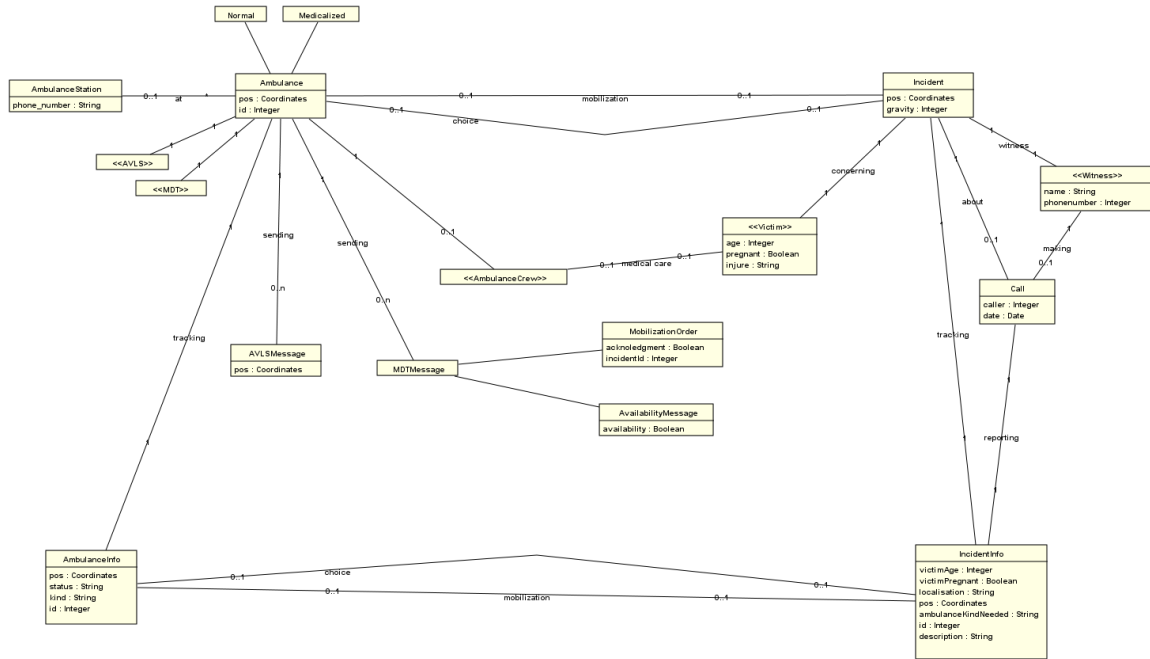 Normal
Medicalized
AmbulanceStation
phone_number : String
0..1
at
*
Ambulance
pos : Coordinates
id : Integer
0..1
mobilization
0..1
0..1
choice
0..1
Incident
pos : Coordinates
gravity : Integer
1
1
<<AVLS>>
1
1
<<MDT>>
1
witness
1
<<Witness>>
name : String
phonenumber : Integer
1
sending
0..n
1
sending
0..n
1
0..1
<<AmbulanceCrew>>
0..1
medical care
0..1
1
concerning
1
<<Victim>>
age : Integer
pregnant : Boolean
injure : String
1
about
0..1
1
making
0..1
Call
caller : Integer
date : Date
1
tracking
1
AVLSMessage
pos : Coordinates
MDTMessage
MobilizationOrder
acknoledgment : Boolean
incidentId : Integer
AvailabilityMessage
availability : Boolean
1
tracking
1
1
reporting
1
AmbulanceInfo
pos : Coordinates
status : String
kind : String
id : Integer
0..1
choice
0..1
0..1
mobilization
0..1
IncidentInfo
victimAge : Integer
victimPregnant : Boolean
localisation : String
pos : Coordinates
ambulanceKindNeeded : String
id : Integer
description : String